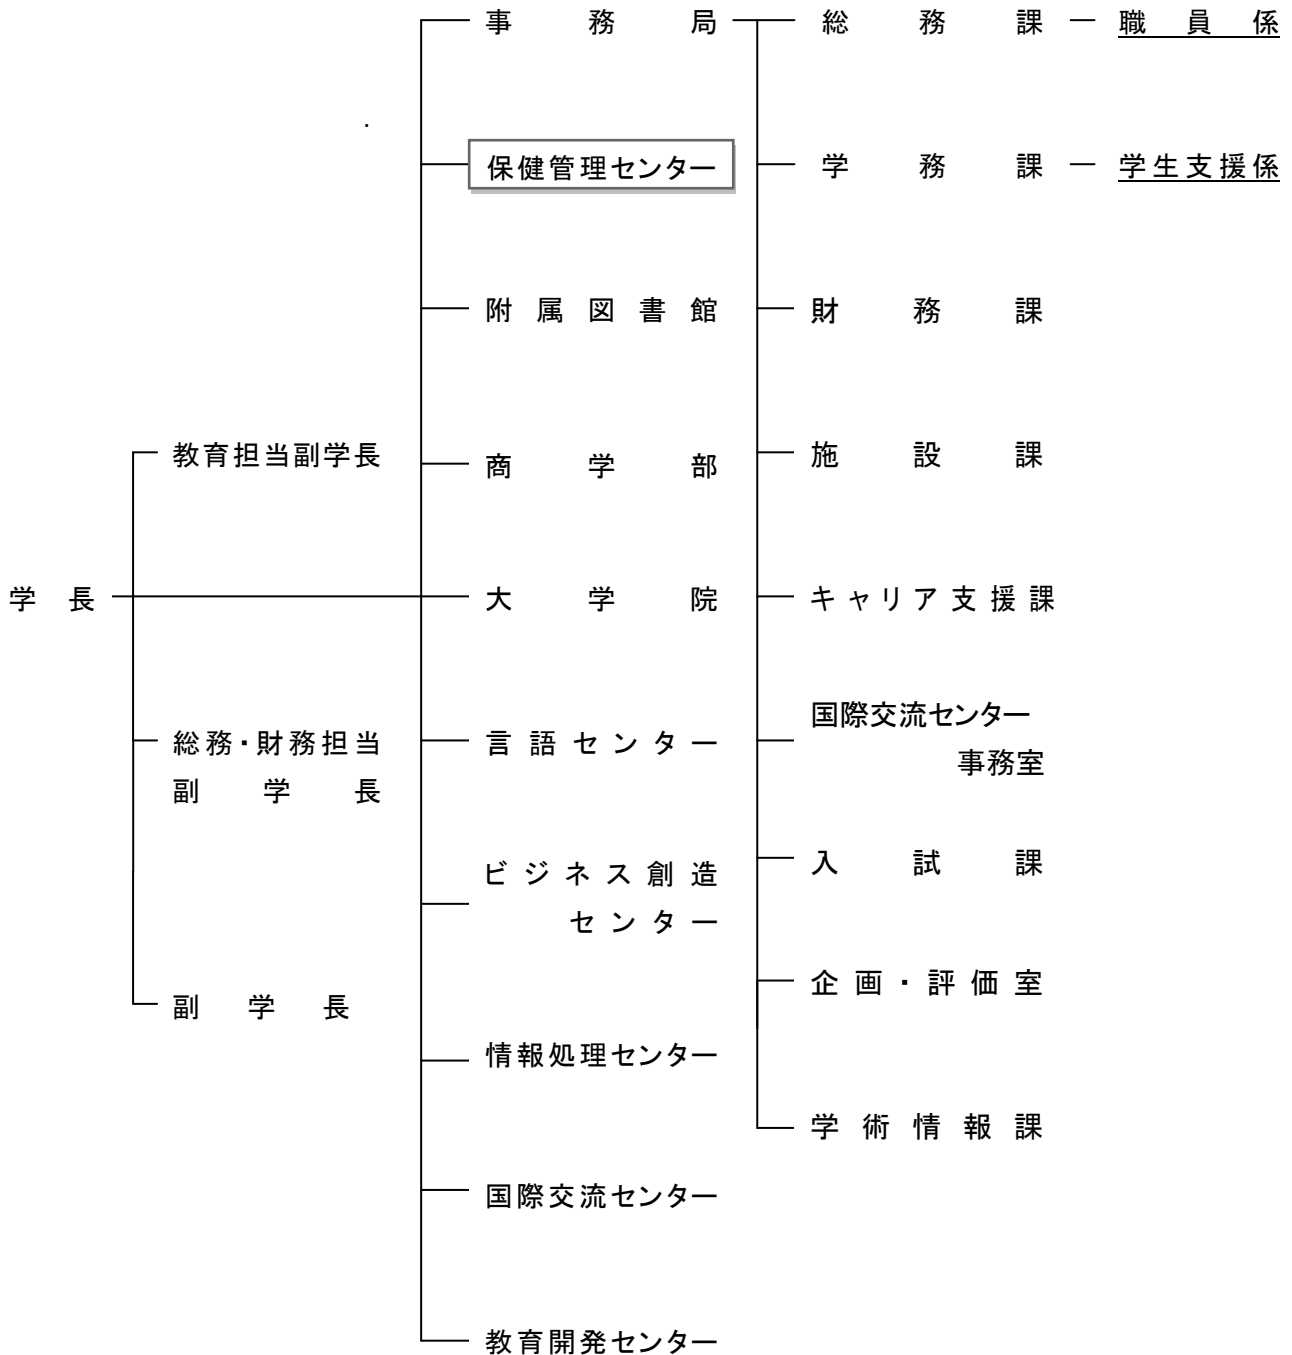 事務局
総務課
職員係
保健管理センター
学務課
学生支援係
附属図書館
財務課
教育担当副学長
商学部
施設課
学長
大学院
キャリア支援課
総務・財務担当
副学長
言語センター
国際交流センター
事務室
ビジネス創造
センター
入試課
副学長
情報処理センター
企画・評価室
学術情報課
国際交流センター
教育開発センター